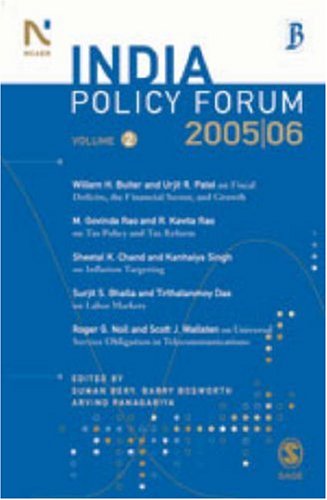 NCAER
B
INDIA
POLICY FORUM
VOLUME 2 2005|06
Willem H. Buiter and Urjit R. Patel on Fiscal
Deficits, the Financial Sector, and Growth
M. Govinda Rao and R. Kavita Rao
on Tax Policy and Tax Reform
Sheetal K. Chand and Kanhaiya Singh
on Inflation Targeting
Surjit S. Bhalla and Tirthatanmoy Das
on Labor Markets
Roger G. Noll and Scott J. Wallsten on Universal
Service Obligation in Telecommunications
EDITED BY
SUMAN BERY, BARRY BOSWORTH
ARVIND PANAGARIYA
SAGE